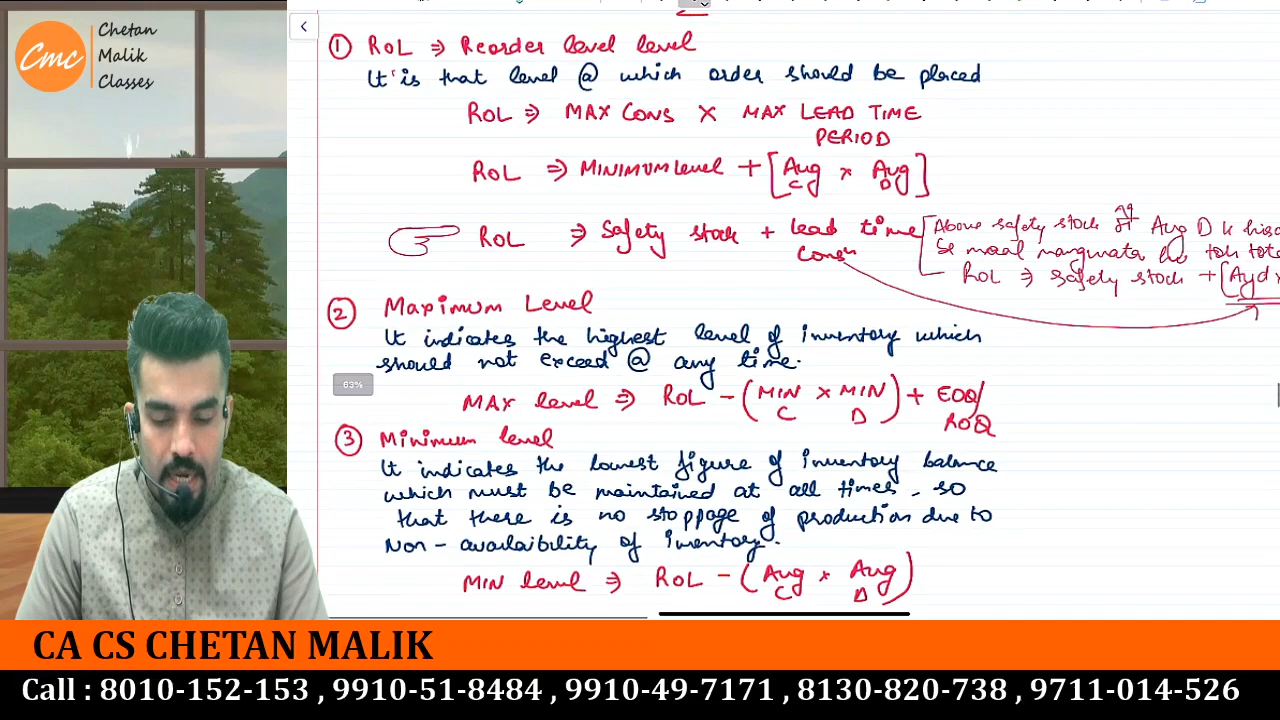 Chetan
Malik
Classes
CMC
① ROL ⇒ Reorder level level
It is that level @ which order should be placed
ROL ⇒ MAX CONS X MAX LEAD TIME
PERIOD
ROL ⇒ MINIMUM level + [Avg C × Avg D]
ROL ⇒ Safety stock + lead time
Consn
Above safety stock Avg D
ROL ⇒ safety stock +
② Maximum Level
It indicates the highest level of inventory which
should not exceed @ any time.
MAX level ⇒ ROL - (MIN C × MIN D) + EOQ/
ROQ
③ Minimum level
It indicates the lowest figure of inventory balance
which must be maintained at all times, so
that there is no stoppage of production due to
Non-availaibility of inventory.
MIN level ⇒ ROL - (Avg C × Avg D)
63%
CA CS CHETAN MALIK
Call : 8010-152-153 , 9910-51-8484 , 9910-49-7171 , 8130-820-738 , 9711-014-526